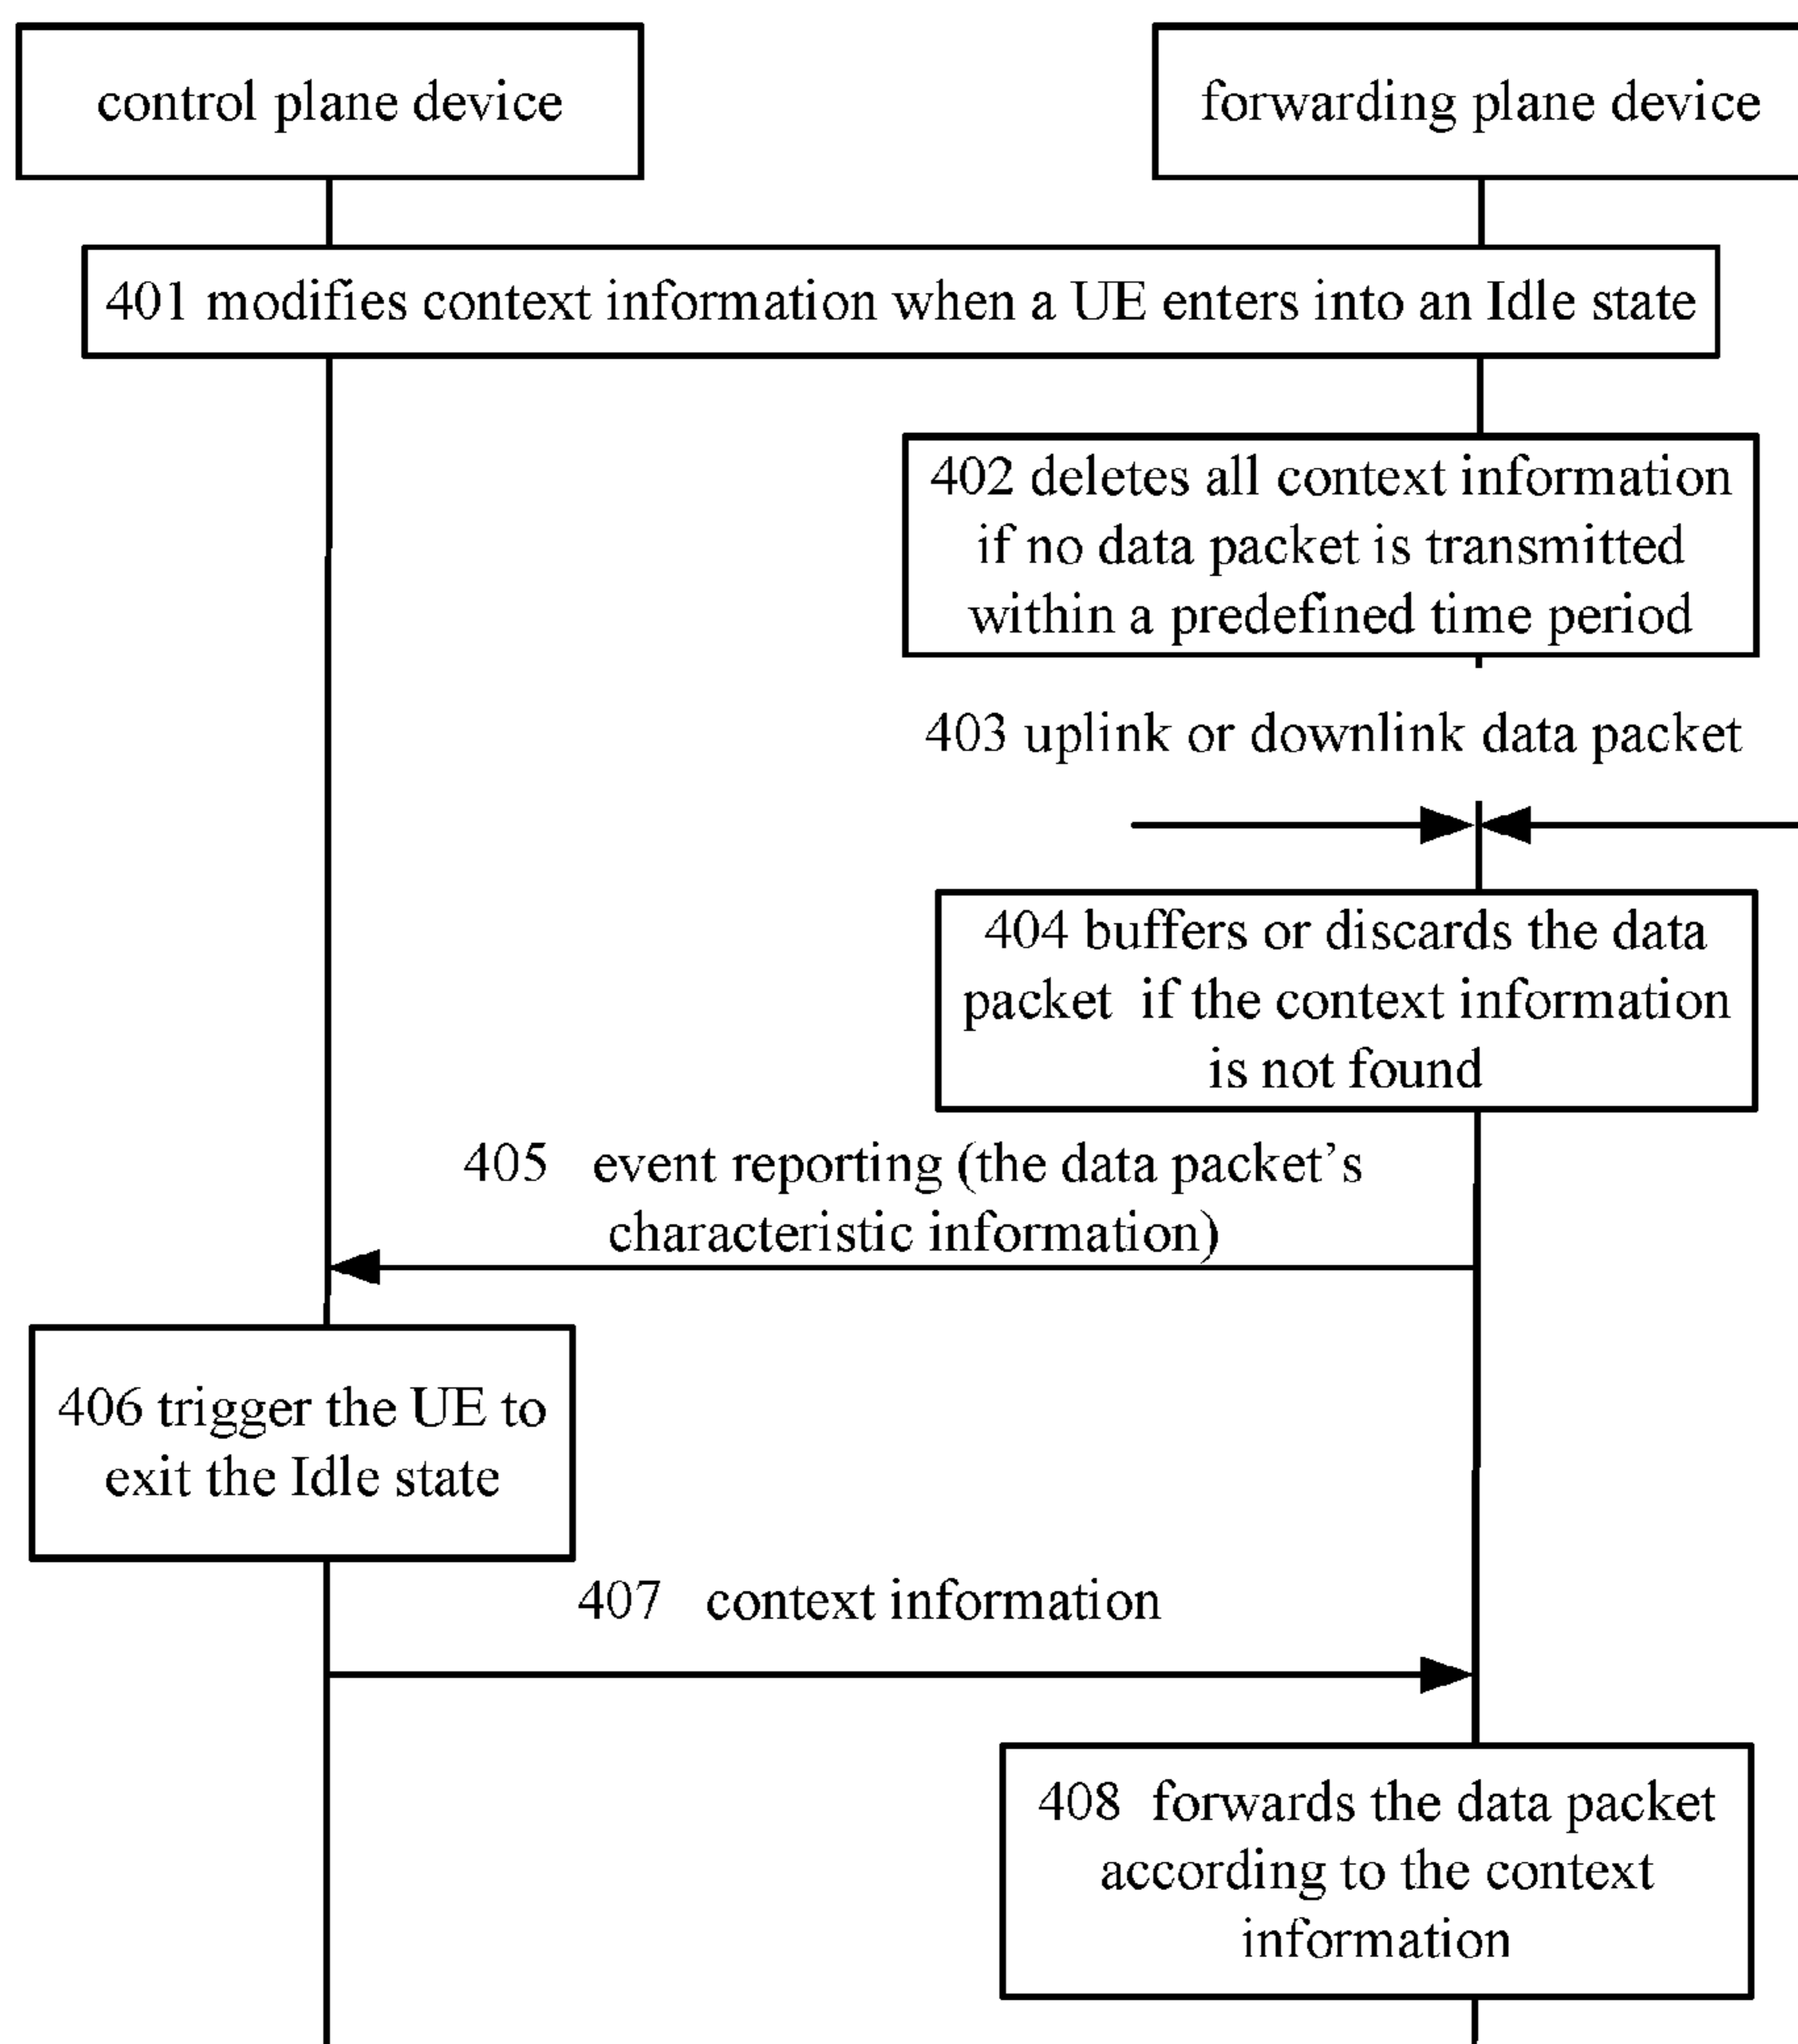 control plane device
forwarding plane device
401 modifies context information when a UE enters into an Idle state
402 deletes all context information
if no data packet is transmitted
within a predefined time period
403 uplink or downlink data packet
404 buffers or discards the data
packet if the context information
is not found
405 event reporting (the data packet’s
characteristic information)
406 trigger the UE to
exit the Idle state
407 context information
408 forwards the data packet
according to the context
information